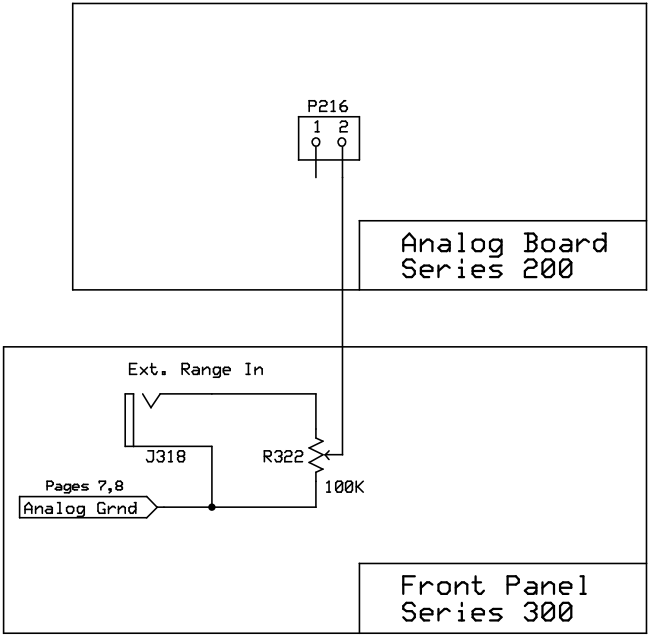 P216
1 2
Analog Board
Series 200
Ext. Range In
J318
R322
100K
Pages 7,8
Analog Grnd
Front Panel
Series 300